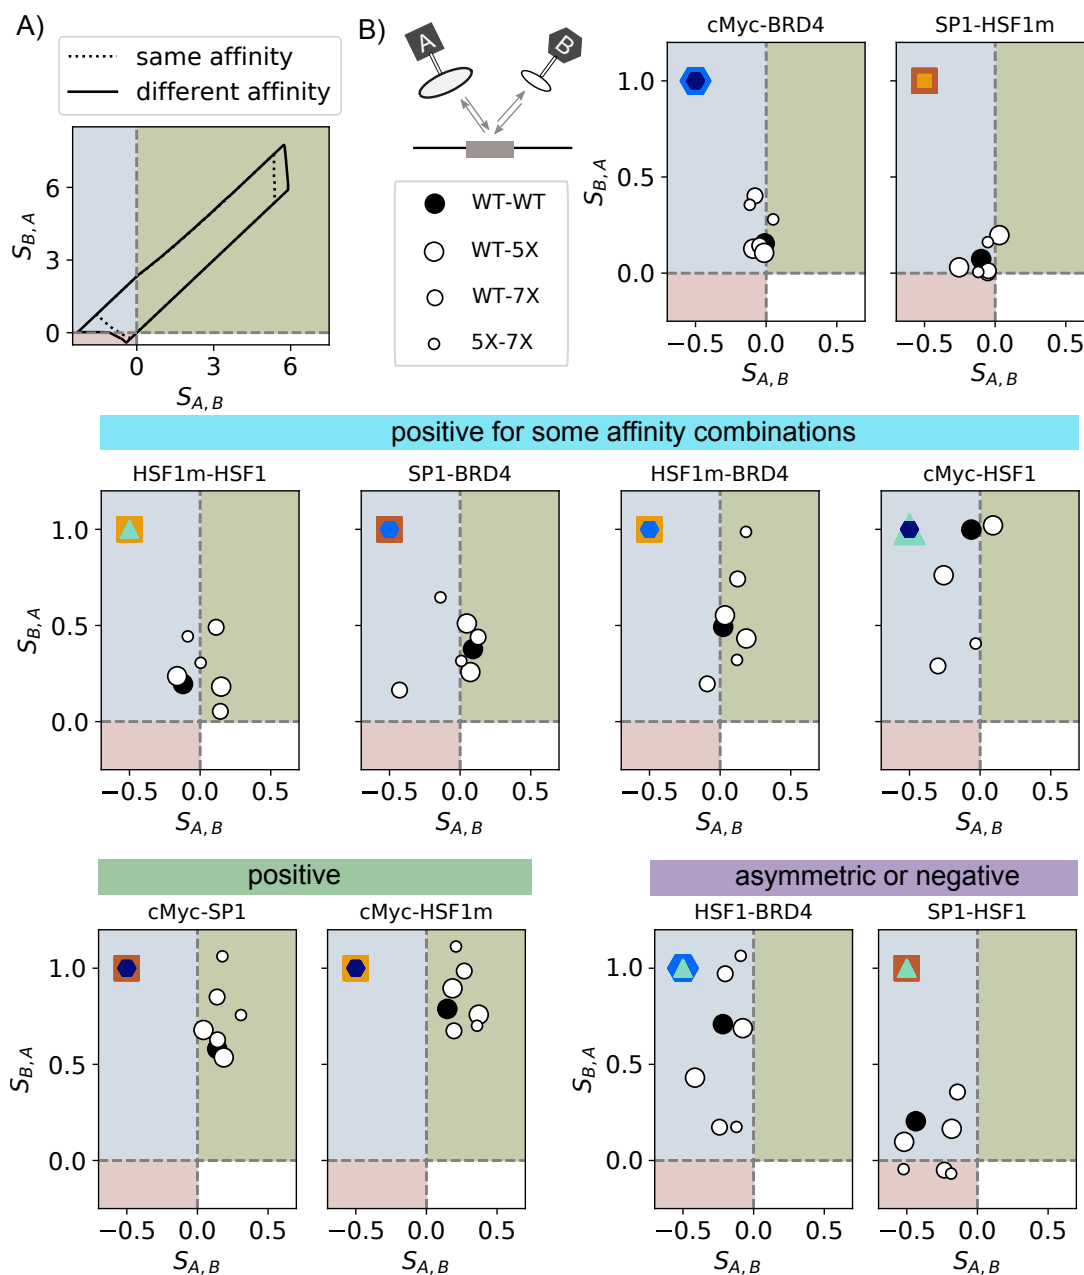 A)
same affinity
different affinity
S_{B,A}
6
3
0
0
3
6
S_{A,B}
B)
A
B
WT-WT
WT-5X
WT-7X
5X-7X
cMyc-BRD4
SP1-HSF1m
S_{B,A}
1.0
0.5
0.0
−0.5 0.0 0.5
−0.5 0.0 0.5
S_{A,B}
S_{A,B}
positive for some affinity combinations
HSF1m-HSF1
SP1-BRD4
HSF1m-BRD4
cMyc-HSF1
S_{B,A}
1.0
0.5
0.0
−0.5 0.0 0.5
−0.5 0.0 0.5
−0.5 0.0 0.5
−0.5 0.0 0.5
S_{A,B}
S_{A,B}
S_{A,B}
S_{A,B}
positive
cMyc-SP1
cMyc-HSF1m
S_{B,A}
1.0
0.5
0.0
−0.5 0.0 0.5
−0.5 0.0 0.5
S_{A,B}
S_{A,B}
asymmetric or negative
HSF1-BRD4
SP1-HSF1
S_{B,A}
1.0
0.5
0.0
−0.5 0.0 0.5
−0.5 0.0 0.5
S_{A,B}
S_{A,B}